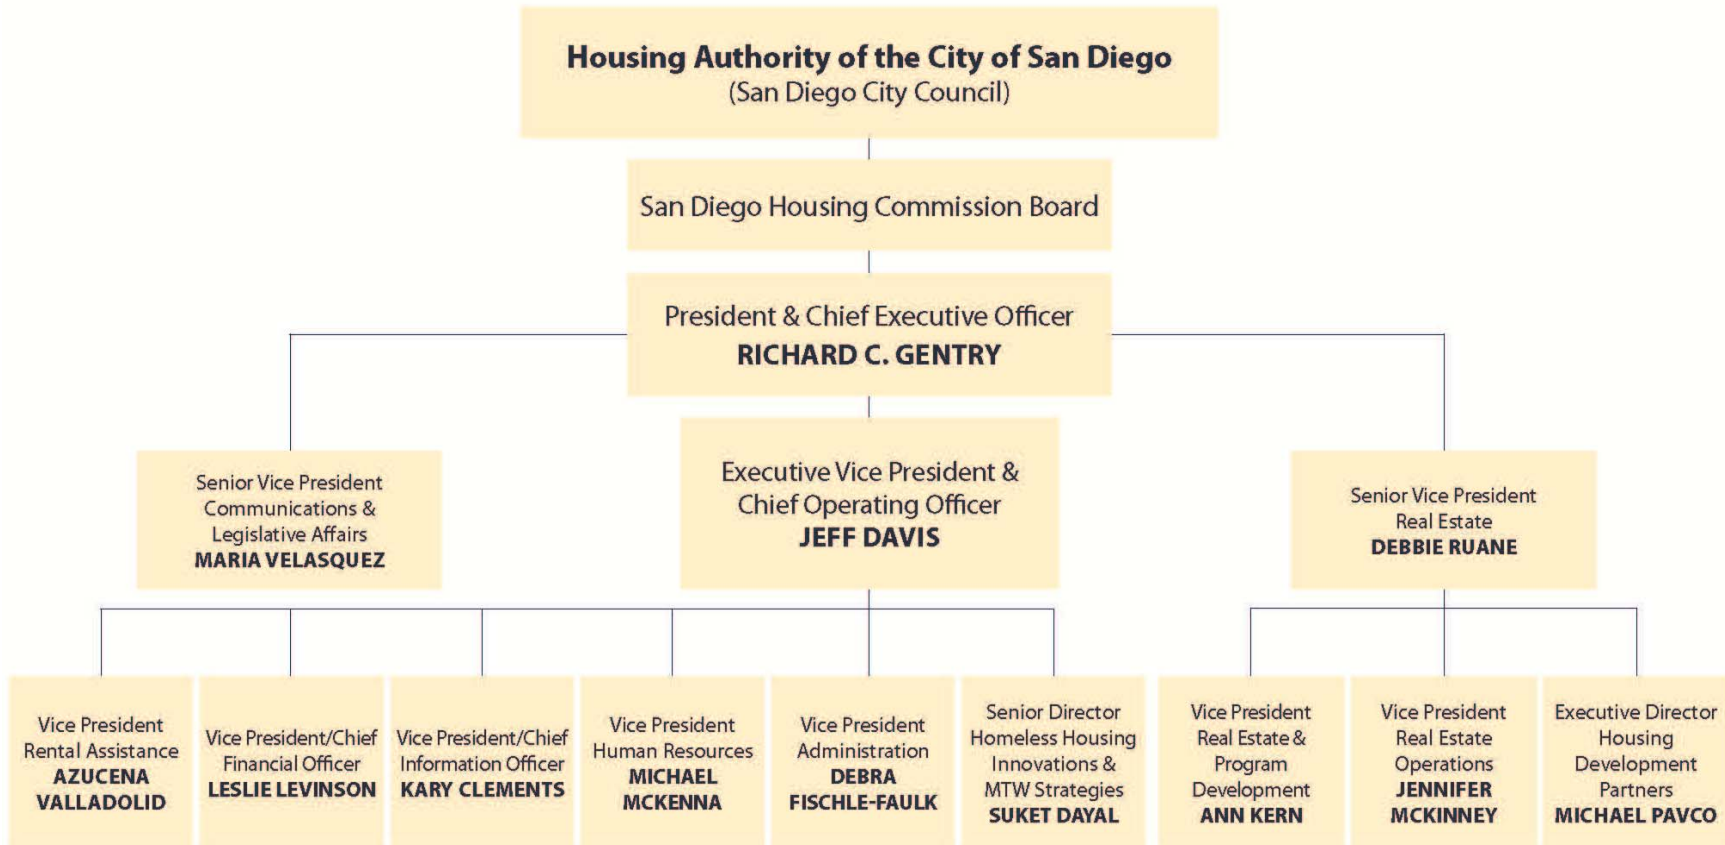 Housing Authority of the City of San Diego
(San Diego City Council)
San Diego Housing Commission Board
President & Chief Executive Officer
RICHARD C. GENTRY
Senior Vice President
Communications &
Legislative Affairs
MARIA VELASQUEZ
Executive Vice President &
Chief Operating Officer
JEFF DAVIS
Senior Vice President
Real Estate
DEBBIE RUANE
Vice President
Rental Assistance
AZUCENA
VALLADOLID
Vice President/Chief
Financial Officer
LESLIE LEVINSON
Vice President/Chief
Information Officer
KARY CLEMENTS
Vice President
Human Resources
MICHAEL
MCKENNA
Vice President
Administration
DEBRA
FISCHLE-FAULK
Senior Director
Homeless Housing
Innovations &
MTW Strategies
SUKET DAYAL
Vice President
Real Estate &
Program
Development
ANN KERN
Vice President
Real Estate
Operations
JENNIFER
MCKINNEY
Executive Director
Housing
Development
Partners
MICHAEL PAVCO